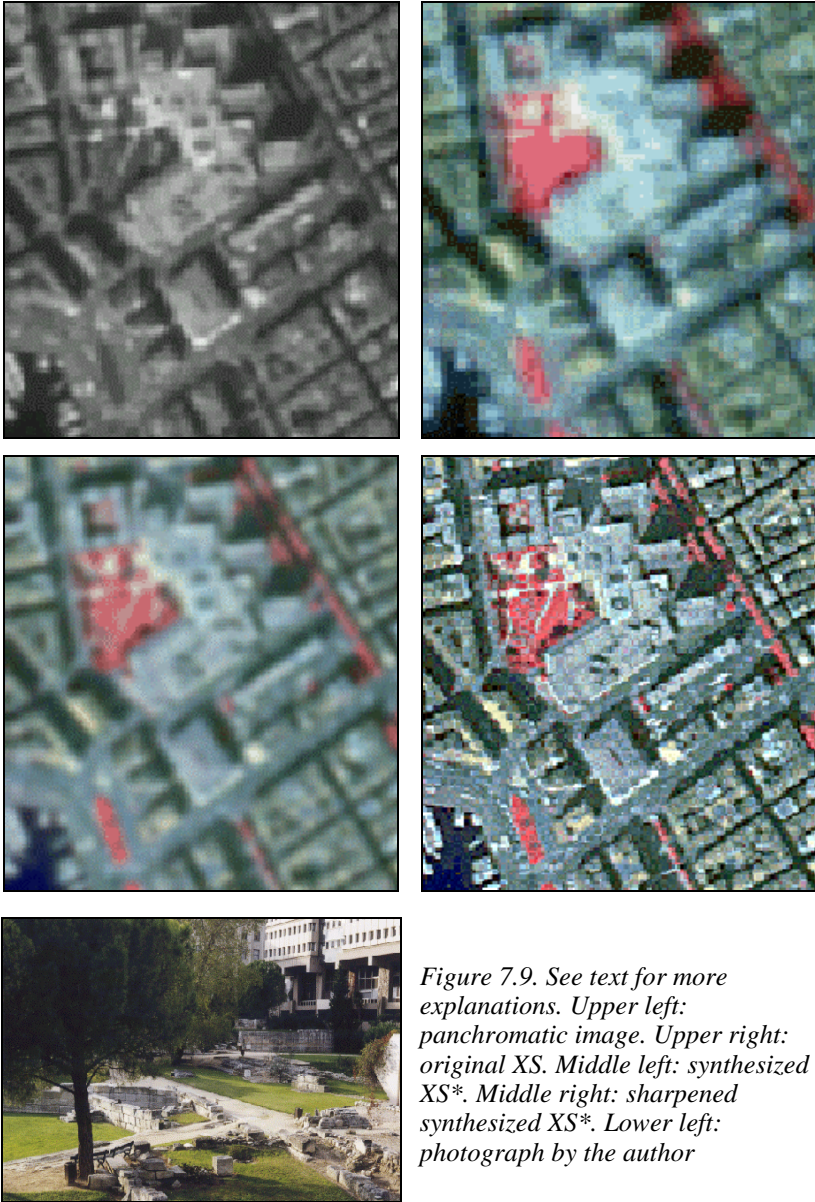 Figure 7.9. See text for more
explanations. Upper left:
panchromatic image. Upper right:
original XS. Middle left: synthesized
XS*. Middle right: sharpened
synthesized XS*. Lower left:
photograph by the author